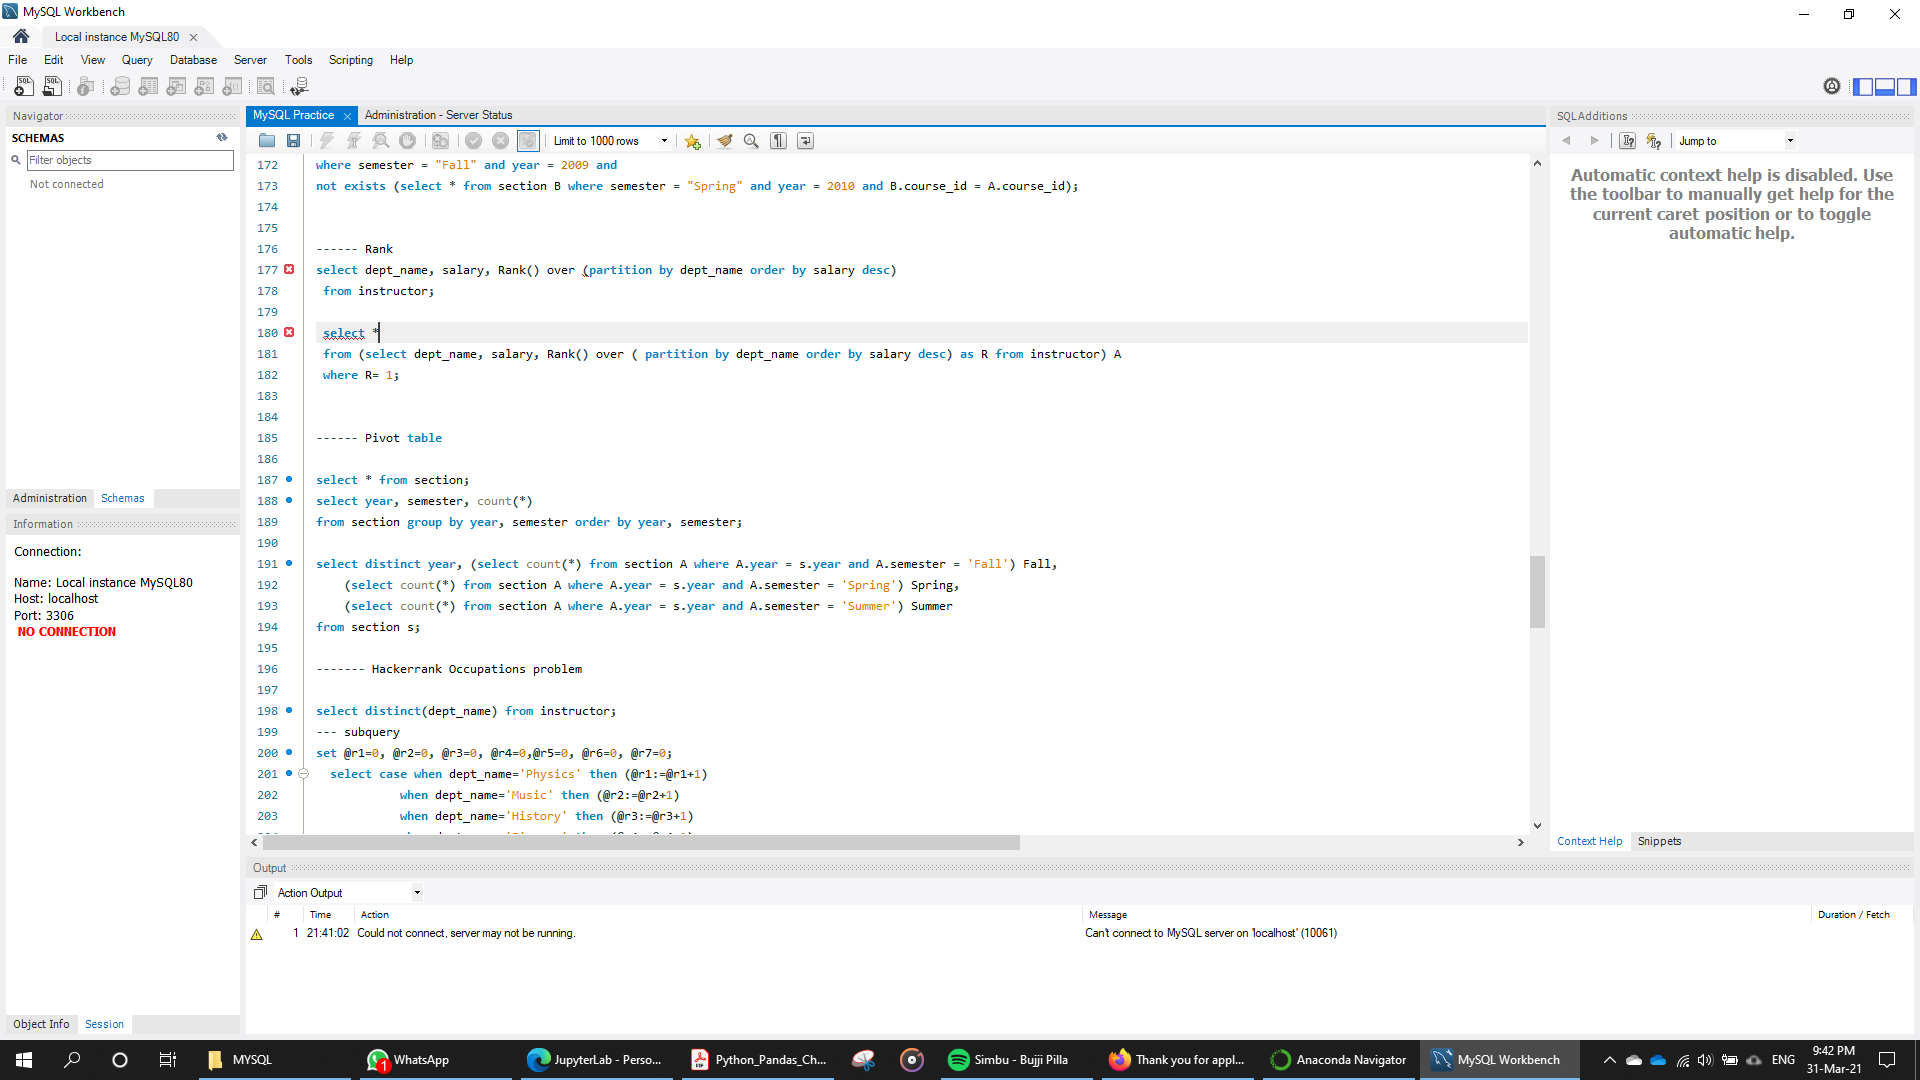 MySQL Workbench
Local instance MySQL80
File Edit View Query Database Server Tools Scripting Help
Navigator
SCHEMAS
Filter objects
Not connected
Administration Schemas
Information
Connection:
Name: Local instance MySQL80
Host: localhost
Port: 3306
NO CONNECTION
Object Info Session
MySQL Practice Administration - Server Status
Limit to 1000 rows
172 where semester = "Fall" and year = 2009 and
173 not exists (select * from section B where semester = "Spring" and year = 2010 and B.course_id = A.course_id);
174
175
176 ------ Rank
177 select dept_name, salary, Rank() over (partition by dept_name order by salary desc)
178 from instructor;
179
180 select *
181 from (select dept_name, salary, Rank() over ( partition by dept_name order by salary desc) as R from instructor) A
182 where R= 1;
183
184
185 ------ Pivot table
186
187 select * from section;
188 select year, semester, count(*)
189 from section group by year, semester order by year, semester;
190
191 select distinct year, (select count(*) from section A where A.year = s.year and A.semester = 'Fall') Fall,
192 (select count(*) from section A where A.year = s.year and A.semester = 'Spring') Spring,
193 (select count(*) from section A where A.year = s.year and A.semester = 'Summer') Summer
194 from section s;
195
196 ------- Hackerrank Occupations problem
197
198 select distinct(dept_name) from instructor;
199 --- subquery
200 set @r1=0, @r2=0, @r3=0, @r4=0,@r5=0, @r6=0, @r7=0;
201 select case when dept_name='Physics' then (@r1:=@r1+1)
202 when dept_name='Music' then (@r2:=@r2+1)
203 when dept_name='History' then (@r3:=@r3+1)
SQLAdditions
Jump to
Automatic context help is disabled. Use
the toolbar to manually get help for the
current caret position or to toggle
automatic help.
Context Help Snippets
Output
Action Output
# Time Action Message Duration / Fetch
1 21:41:02 Could not connect, server may not be running. Can't connect to MySQL server on 'localhost' (10061)
MYSQL
1
WhatsApp
JupyterLab - Perso...
Python_Pandas_Ch...
Simbu - Bujji Pilla
Thank you for appl...
Anaconda Navigator
MySQL Workbench
ENG
9:42 PM
31-Mar-21